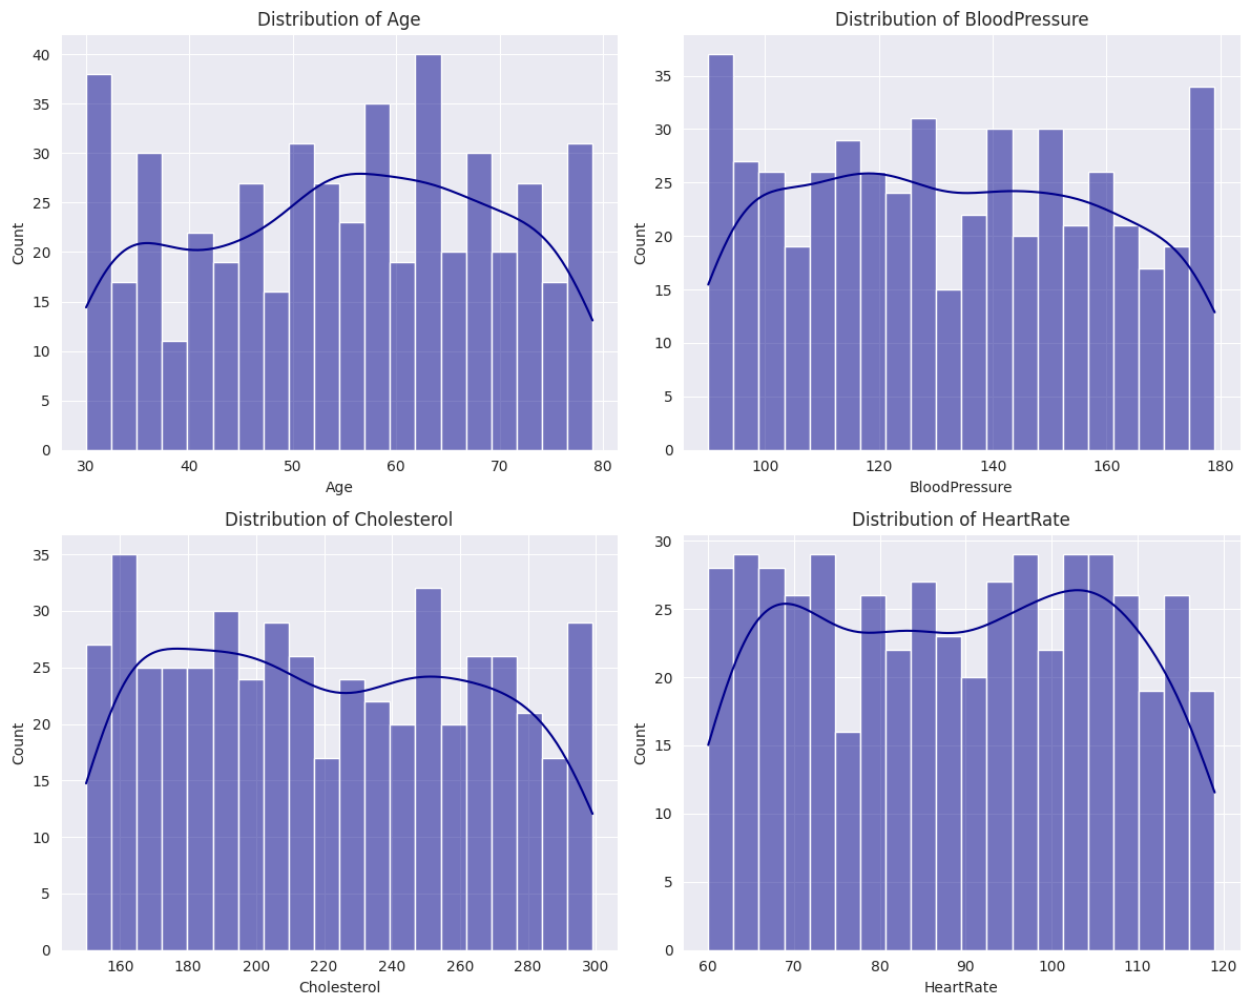 Distribution of Age
Count
40
35
30
25
20
15
10
5
0
30 40 50 60 70 80
Age
Distribution of BloodPressure
Count
35
30
25
20
15
10
5
0
100 120 140 160 180
BloodPressure
Distribution of Cholesterol
Count
35
30
25
20
15
10
5
0
160 180 200 220 240 260 280 300
Cholesterol
Distribution of HeartRate
Count
30
25
20
15
10
5
0
60 70 80 90 100 110 120
HeartRate